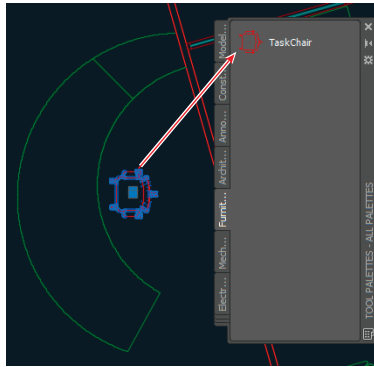 TaskChair
Model...
Const...
Anno...
Archit...
Furnit...
Mech...
Electr...
TOOL PALETTES - ALL PALETTES